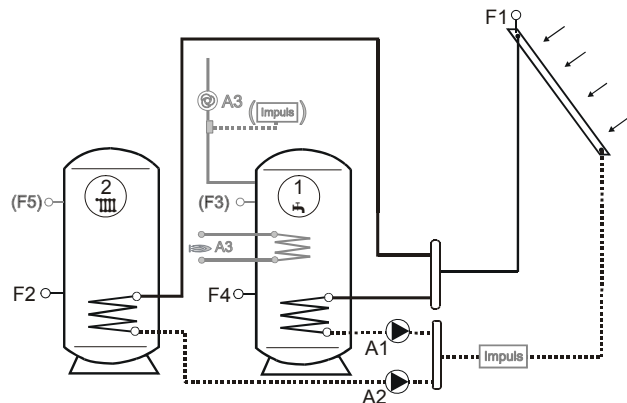 F1
A3
(Impuls)
2
1
(F5)
(F3)
A3
F2
F4
A1
Impuls
A2